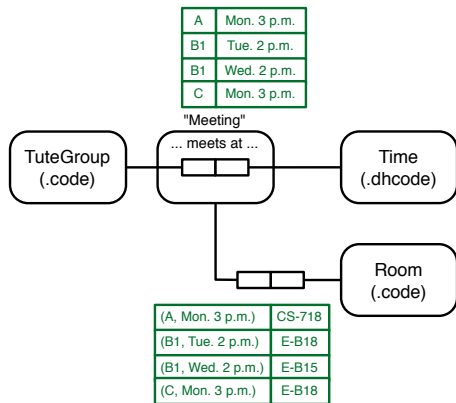 A Mon. 3 p.m.
B1 Tue. 2 p.m.
B1 Wed. 2 p.m.
C Mon. 3 p.m.
"Meeting"
... meets at ...
TuteGroup
(.code)
Time
(.dhcode)
Room
(.code)
(A, Mon. 3 p.m.) CS-718
(B1, Tue. 2 p.m.) E-B18
(B1, Wed. 2 p.m.) E-B15
(C, Mon. 3 p.m.) E-B18